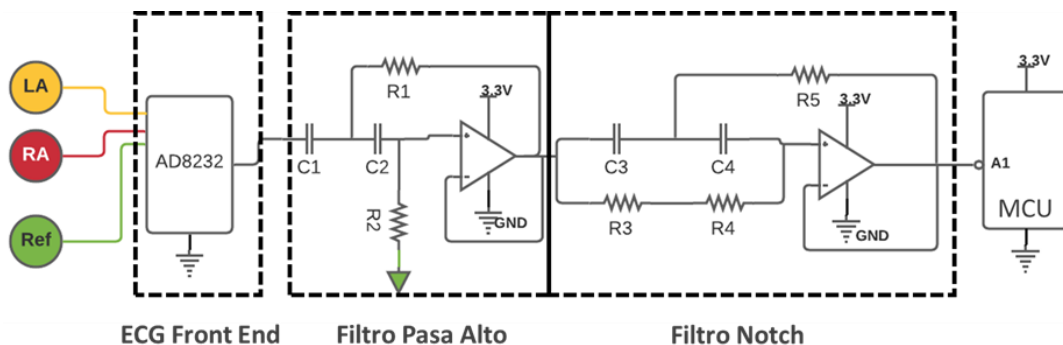 LA
RA
Ref
AD8232
C1
C2
R1
R2
3.3V
GND
C3
C4
R3
R4
R5
3.3V
GND
3.3V
A1
MCU
ECG Front End
Filtro Pasa Alto
Filtro Notch